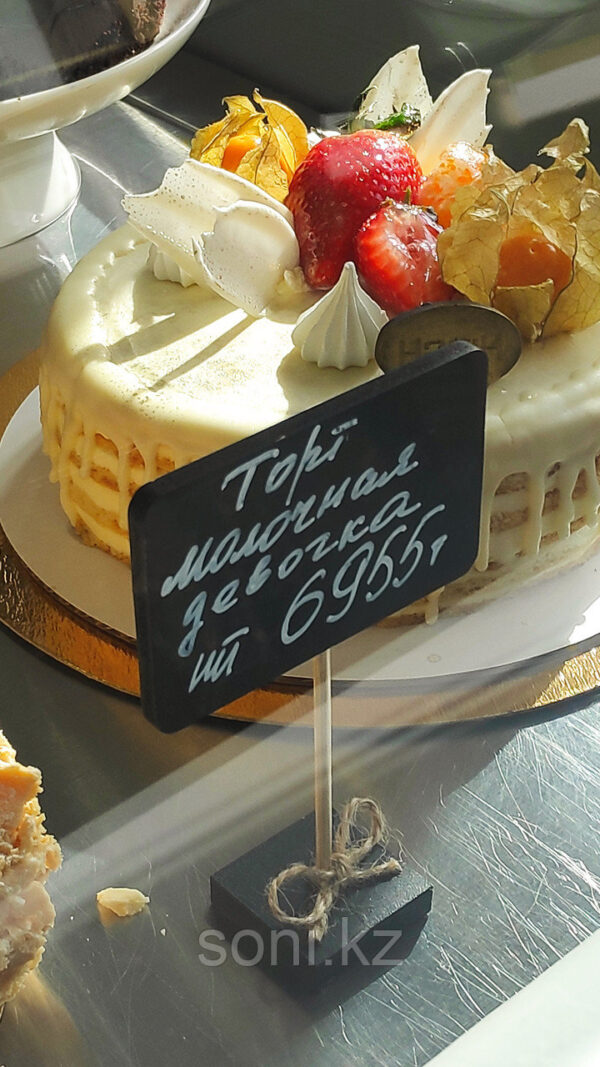 Торт
молочная
девочка
шт 6955т
soni.kz